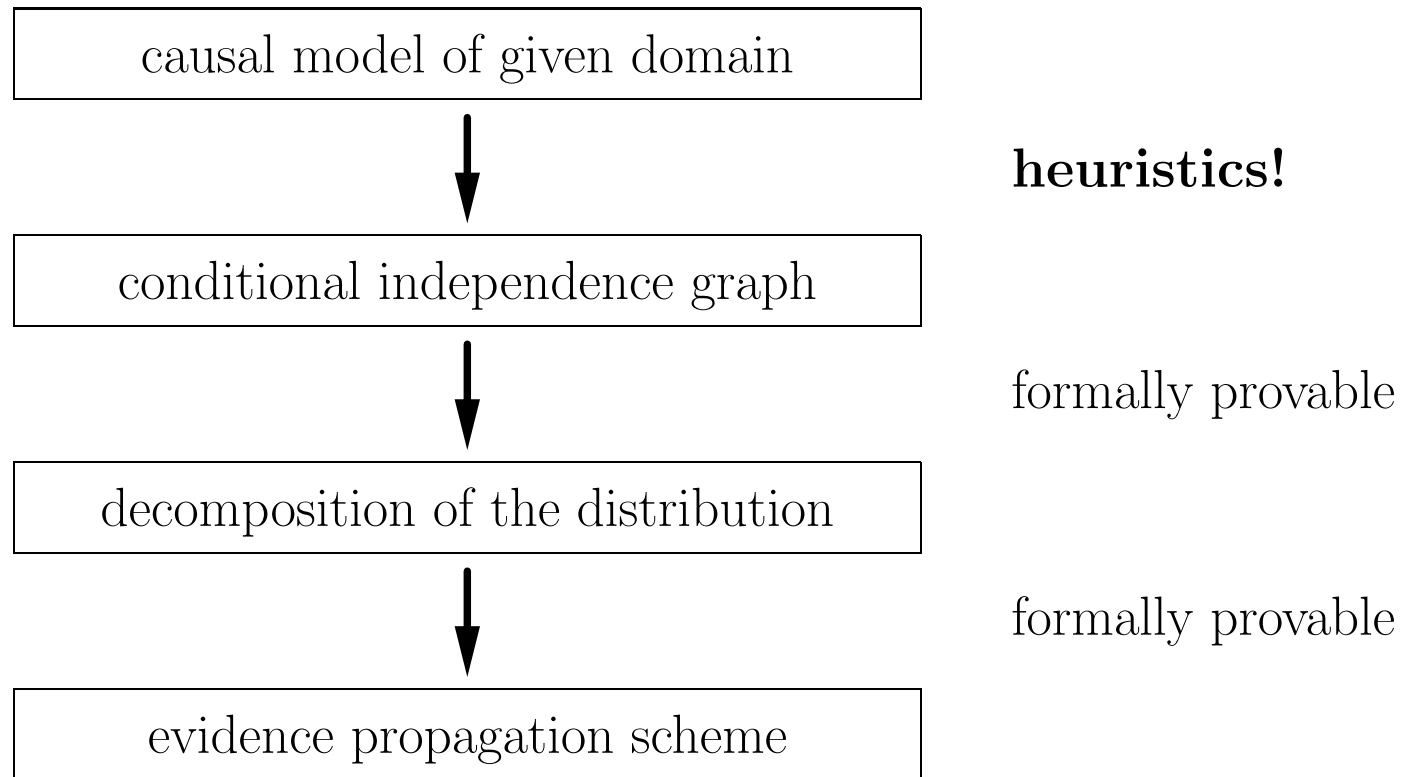 causal model of given domain
heuristics!
conditional independence graph
formally provable
decomposition of the distribution
formally provable
evidence propagation scheme